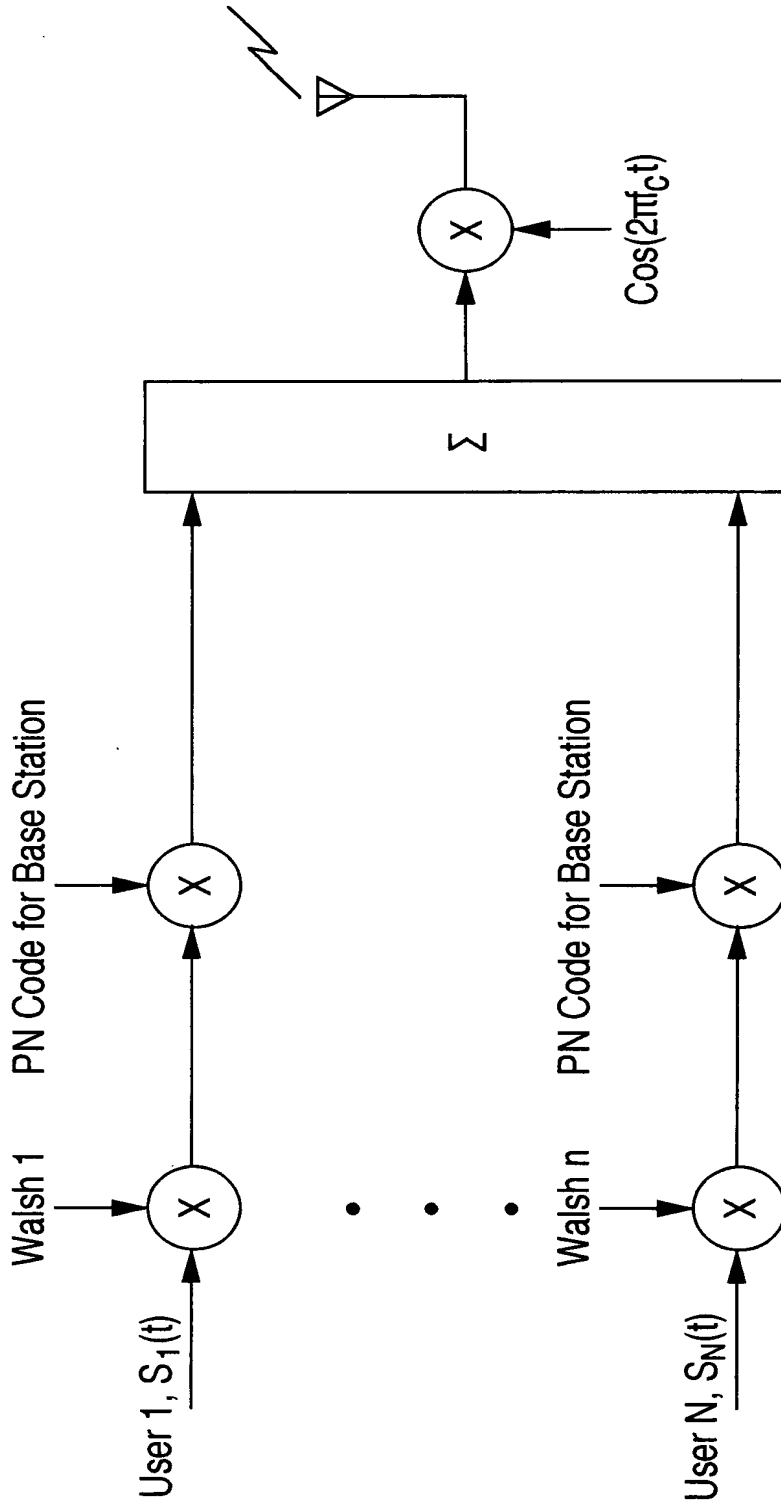 Walsh 1
PN Code for Base Station
User 1, S1(t)
X
X
Σ
X
Cos(2πfCt)
Walsh n
PN Code for Base Station
User N, SN(t)
X
X